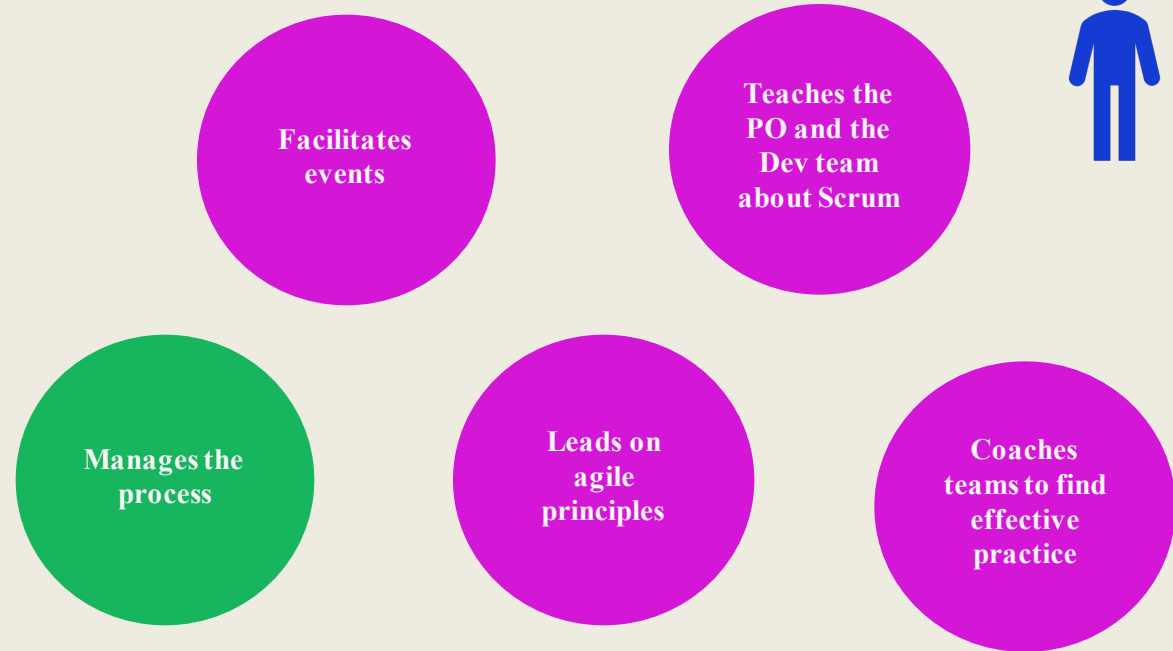 Facilitates
events
Teaches the
PO and the
Dev team
about Scrum
Manages the
process
Leads on
agile
principles
Coaches
teams to find
effective
practice